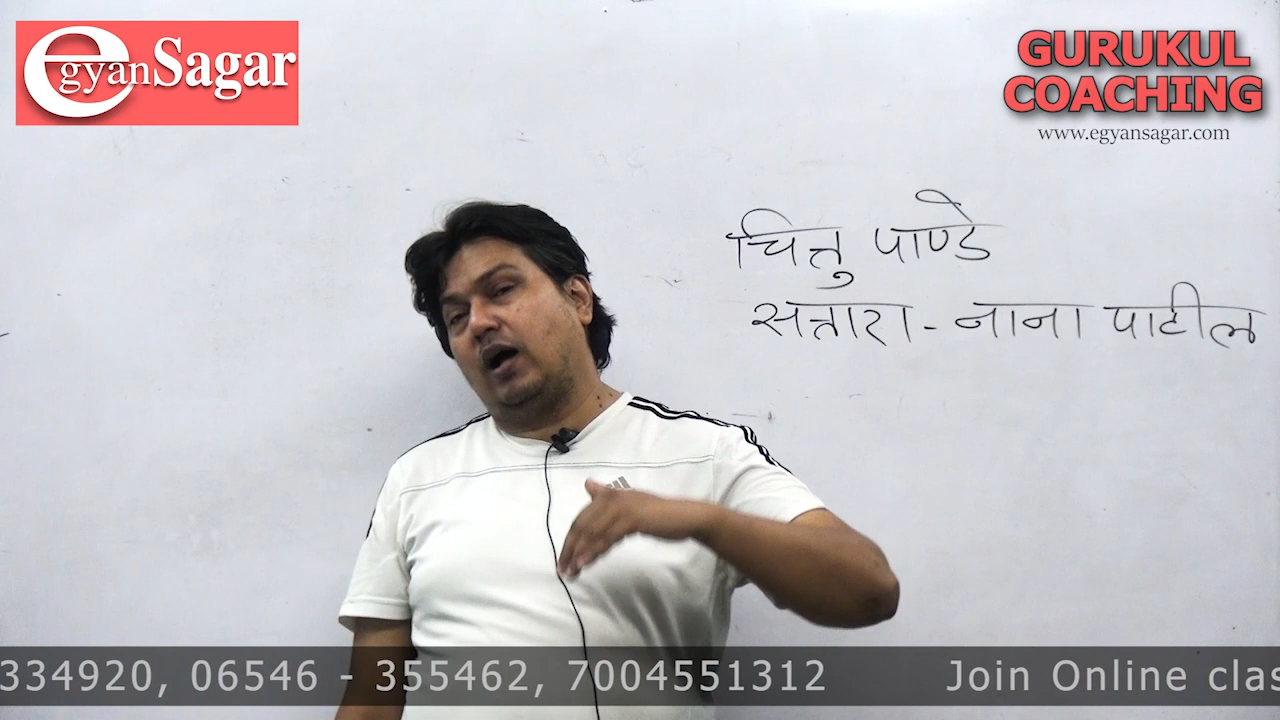 egyanSagar
GURUKUL
COACHING
www.egyansagar.com
चित्तु पाण्डे
सत्तारा - नाना पाटील
334920, 06546 - 355462, 7004551312 Join Online clas